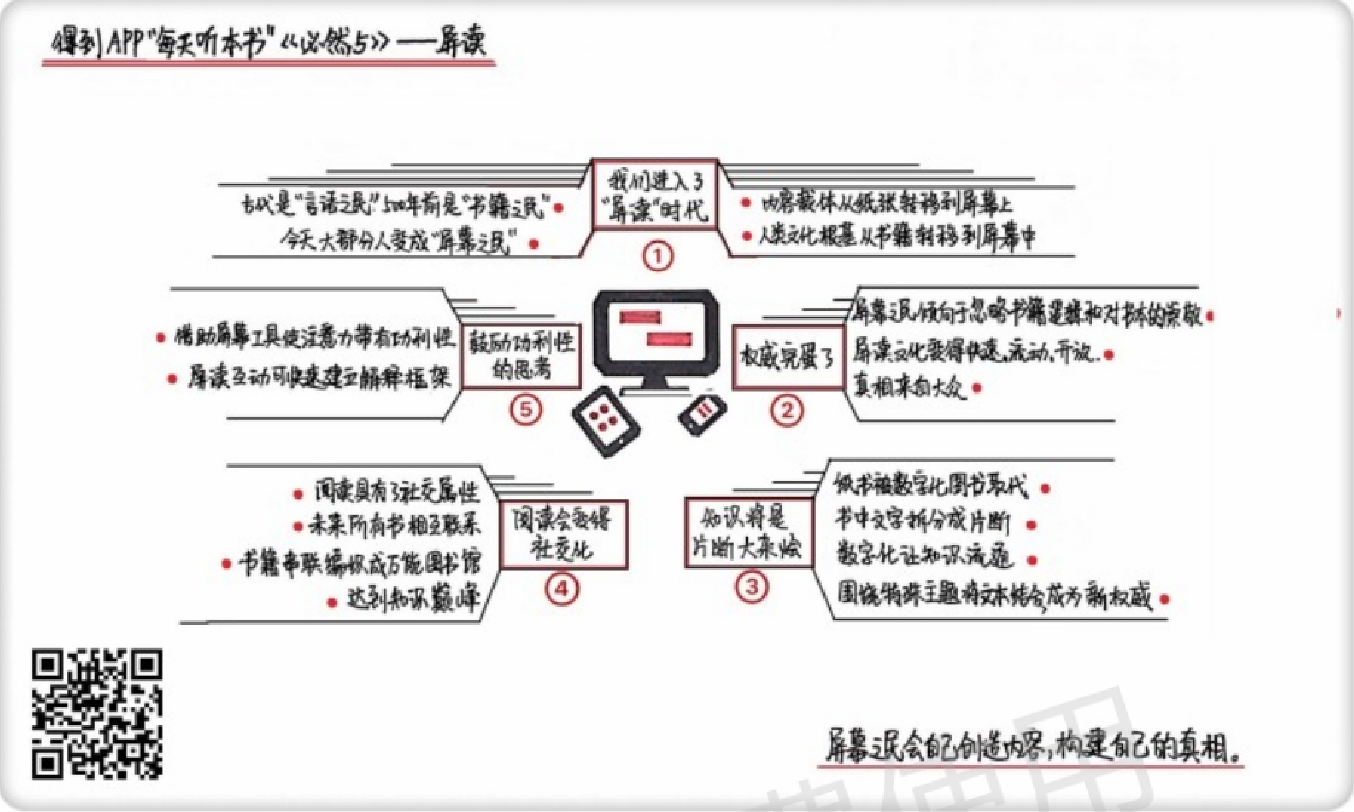 得到APP"每天听本书"《必然5》——屏读
我们进入了
"屏读"时代
①
古代是"言语之民",500年前是"书籍之民"
今天大部分人变成"屏幕之民"
内容载体从纸张转移到屏幕上
人类文化根基从书籍转移到屏幕中
权威完蛋了
②
屏幕之民倾向于忽略书籍逻辑和对书本的崇敬
屏读文化变得快速、流动、开放.
真相来自大众
知识将是
片断大杂烩
③
纸书被数字化图书取代
书中文字拆分成片断
数字化让知识流通
围绕特殊主题将文本结合,成为新权威
阅读会变得
社交化
④
阅读具有了社交属性
未来所有书相互联系
书籍串联编织成万能图书馆
达到知识巅峰
鼓励功利性
的思考
⑤
借助屏幕工具使注意力带有功利性
屏读互动可快速建立解释框架
屏幕之民会自己创造内容,构建自己的真相。
使用